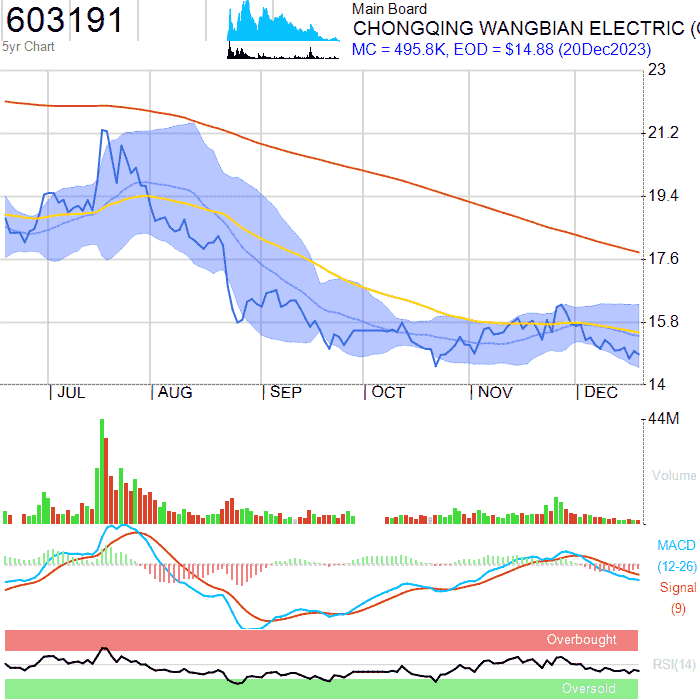 603191
5yr Chart
Main Board
CHONGQING WANGBIAN ELECTRIC (
MC = 495.8K, EOD = $14.88 (20Dec2023)
23
21.2
19.4
17.6
15.8
14
JUL AUG SEP OCT NOV DEC
44M
Volume
MACD
(12-26)
Signal
(9)
Overbought
RSI(14)
Oversold